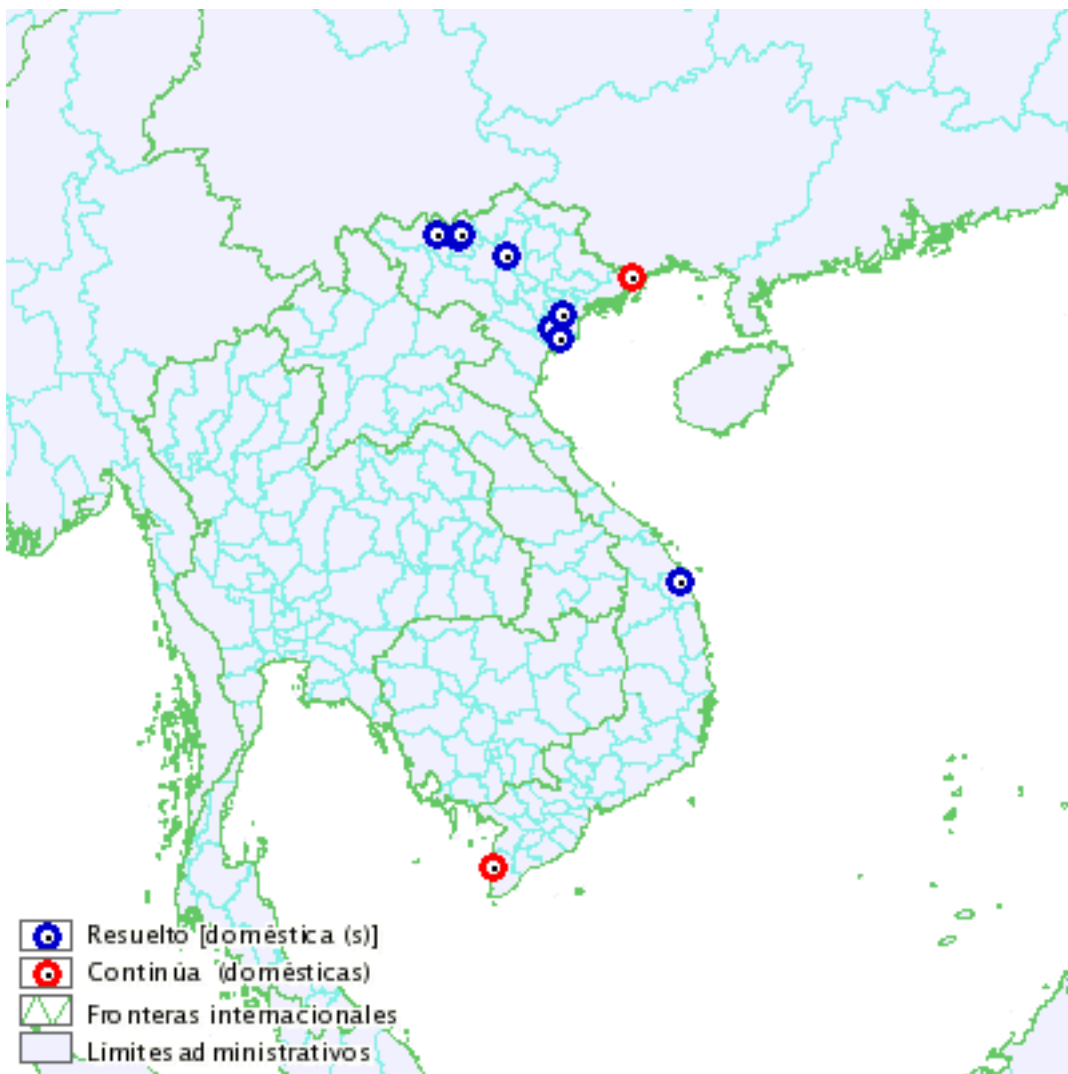 Resuelto [doméstica (s)]
Continúa (domésticas)
Fronteras internacionales
Límites administrativos